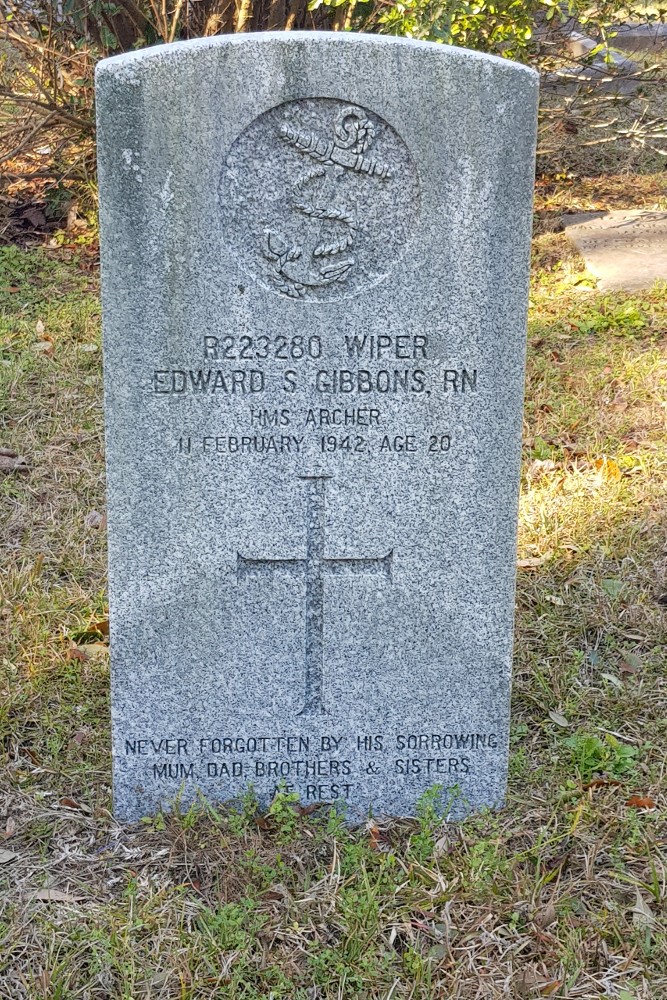 R223280 WIPER
EDWARD S GIBBONS, RN
HMS ARCHER
11 FEBRUARY 1942 AGE 20
NEVER FORGOTTEN BY HIS SORROWING
MUM, DAD, BROTHERS & SISTERS
AT REST